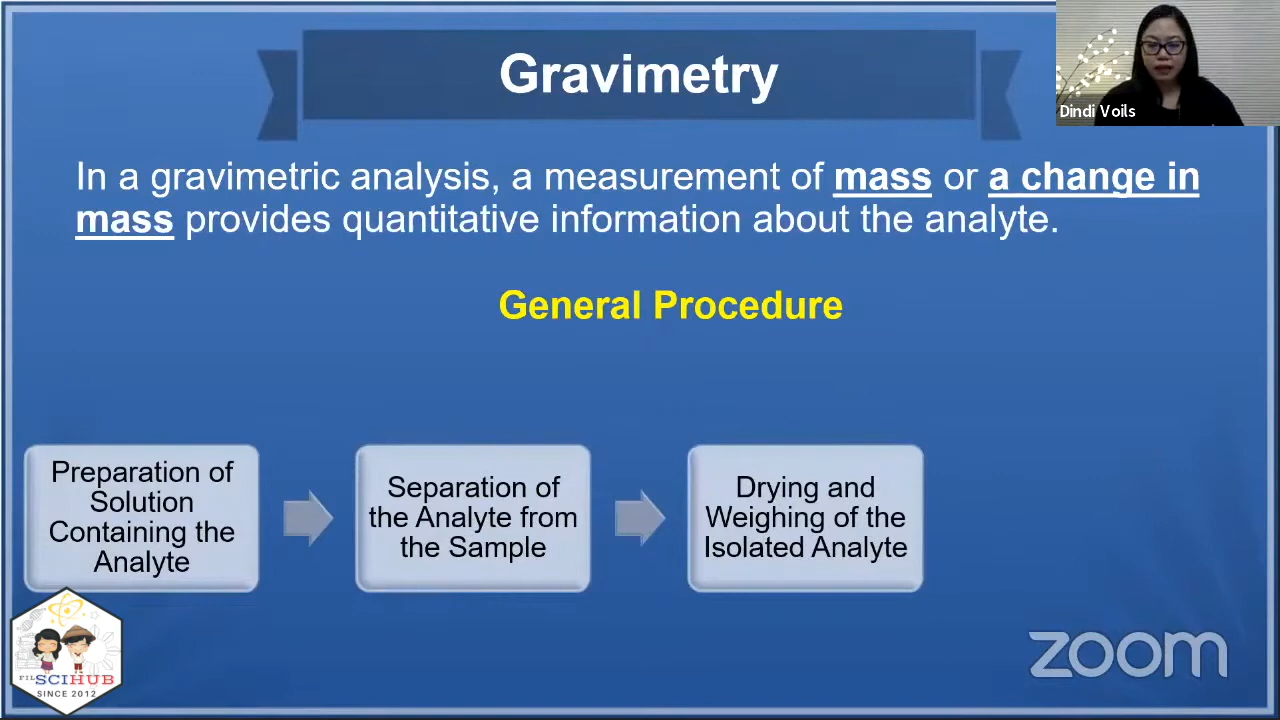 Gravimetry
Dindi Voils
In a gravimetric analysis, a measurement of mass or a change in
mass provides quantitative information about the analyte.
General Procedure
Preparation of
Solution
Containing the
Analyte
Separation of
the Analyte from
the Sample
Drying and
Weighing of the
Isolated Analyte
FIL SCIHUB
SINCE 2012
zoom